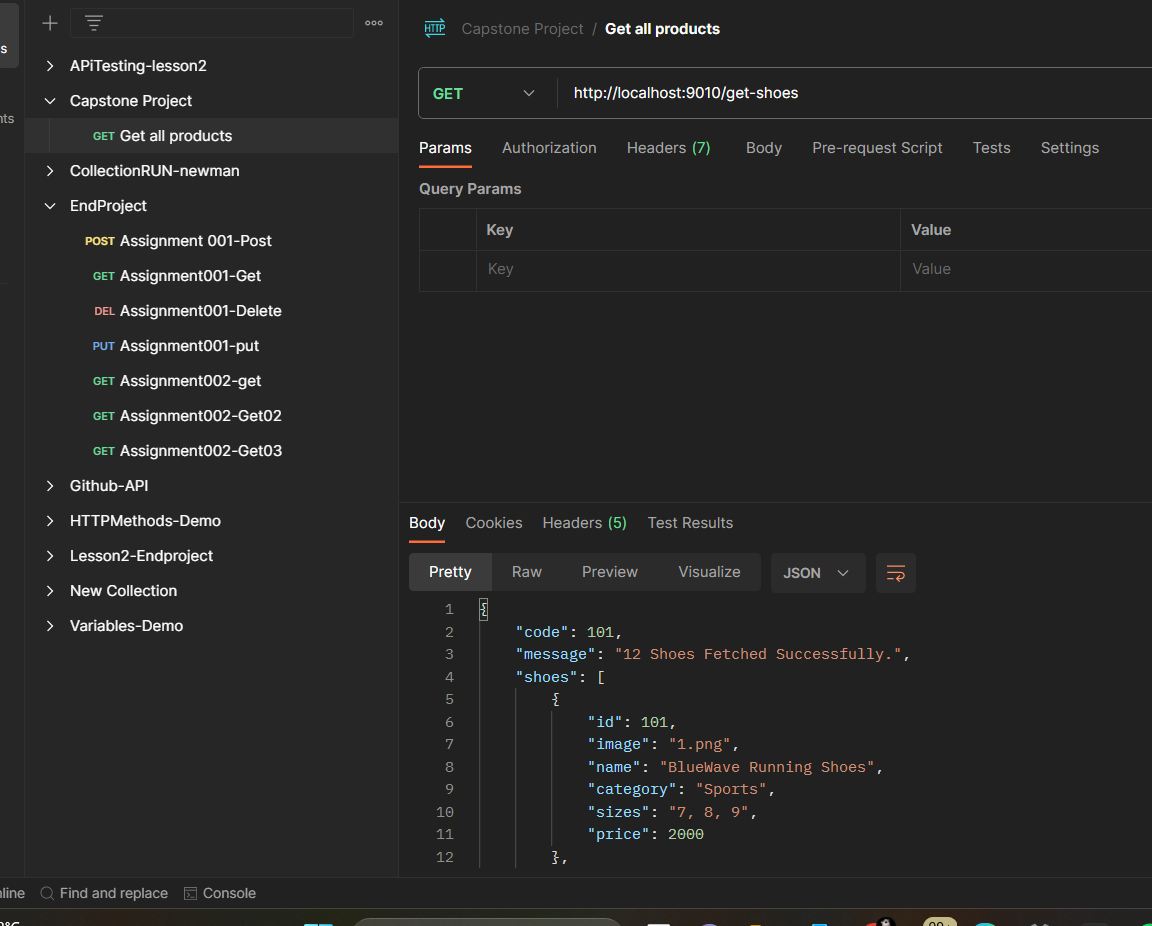 s
nts
APiTesting-lesson2
Capstone Project
GET Get all products
CollectionRUN-newman
EndProject
POST Assignment 001-Post
GET Assignment001-Get
DEL Assignment001-Delete
PUT Assignment001-put
GET Assignment002-get
GET Assignment002-Get02
GET Assignment002-Get03
Github-API
HTTPMethods-Demo
Lesson2-Endproject
New Collection
Variables-Demo
HTTP Capstone Project / Get all products
GET http://localhost:9010/get-shoes
Params Authorization Headers (7) Body Pre-request Script Tests Settings
Query Params
Key Value
Key Value
Body Cookies Headers (5) Test Results
Pretty Raw Preview Visualize JSON
1 {
2 "code": 101,
3 "message": "12 Shoes Fetched Successfully.",
4 "shoes": [
5 {
6 "id": 101,
7 "image": "1.png",
8 "name": "BlueWave Running Shoes",
9 "category": "Sports",
10 "sizes": "7, 8, 9",
11 "price": 2000
12 },
nline Find and replace Console